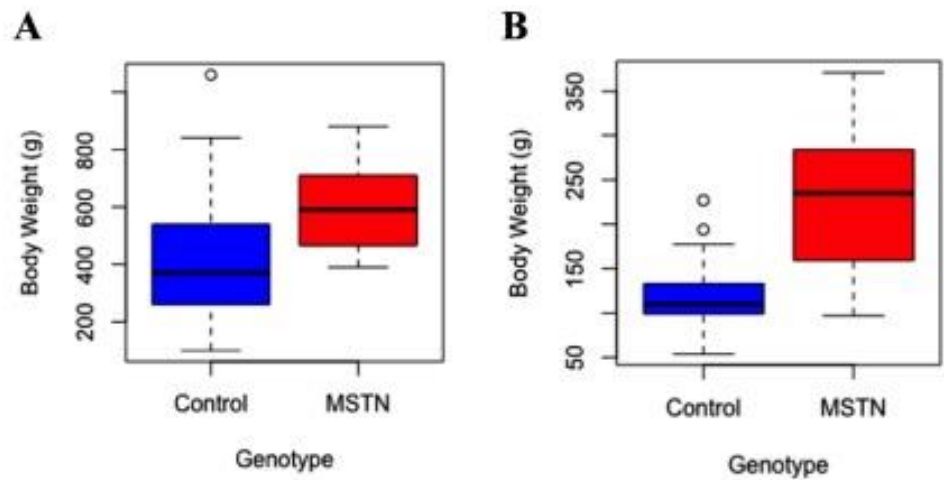 A
Body Weight (g)
800
600
400
200
Control MSTN
Genotype
B
Body Weight (g)
350
250
150
50
Control MSTN
Genotype